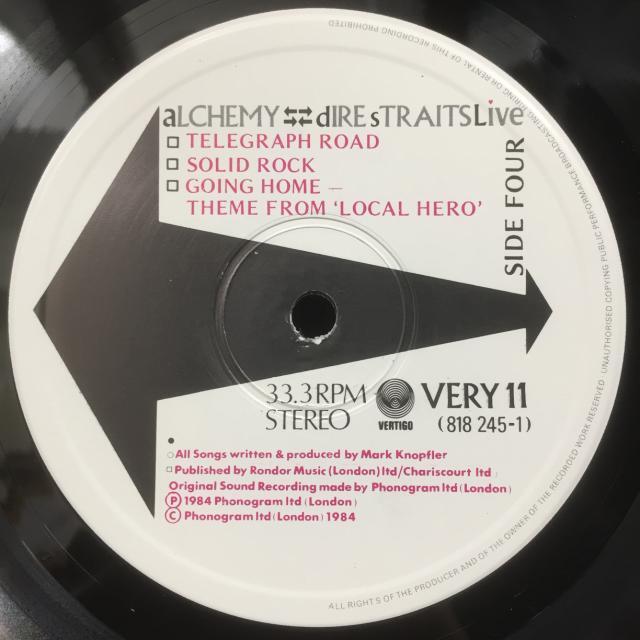 aLCHEMY ⇆⇄ dIRE sTRAITSLive
TELEGRAPH ROAD
SOLID ROCK
GOING HOME –
THEME FROM ‘LOCAL HERO’
SIDE FOUR
33.3 RPM
STEREO
VERTIGO
VERY 11
(818 245-1)
All Songs written & produced by Mark Knopfler
Published by Rondor Music (London) ltd/Chariscourt ltd
Original Sound Recording made by Phonogram ltd (London)
Ⓟ 1984 Phonogram ltd (London)
© Phonogram ltd (London) 1984
ALL RIGHTS OF THE PRODUCER AND OF THE OWNER OF THE RECORDED WORK RESERVED · UNAUTHORISED COPYING PUBLIC PERFORMANCE BROADCASTING HIRING OR RENTAL OF THIS RECORDING PROHIBITED